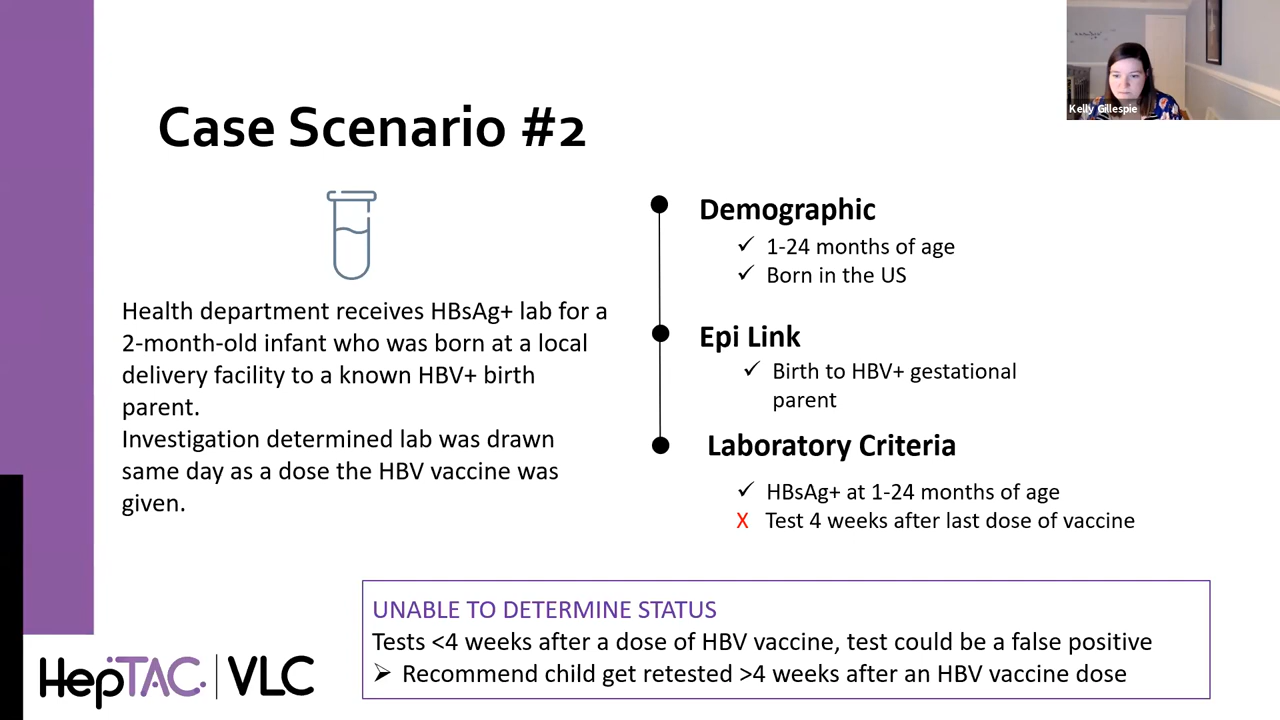 Kelly Gillespie
Case Scenario #2
Health department receives HBsAg+ lab for a
2-month-old infant who was born at a local
delivery facility to a known HBV+ birth
parent.
Investigation determined lab was drawn
same day as a dose the HBV vaccine was
given.
Demographic
✓ 1-24 months of age
✓ Born in the US
Epi Link
✓ Birth to HBV+ gestational
parent
Laboratory Criteria
✓ HBsAg+ at 1-24 months of age
X Test 4 weeks after last dose of vaccine
UNABLE TO DETERMINE STATUS
Tests <4 weeks after a dose of HBV vaccine, test could be a false positive
➢ Recommend child get retested >4 weeks after an HBV vaccine dose
HepTAC | VLC